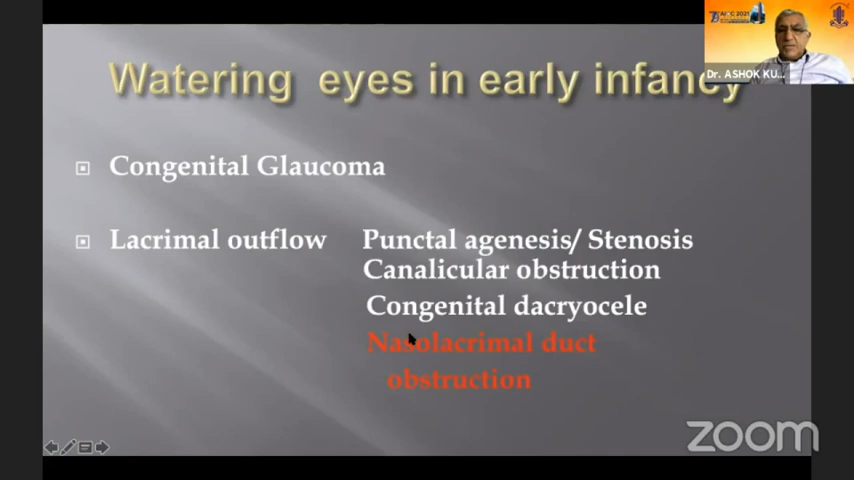 Watering eyes in early infancy
Dr. ASHOK KU...
Congenital Glaucoma
Lacrimal outflow Punctal agenesis/ Stenosis
Canalicular obstruction
Congenital dacryocele
Nasolacrimal duct
obstruction
zoom